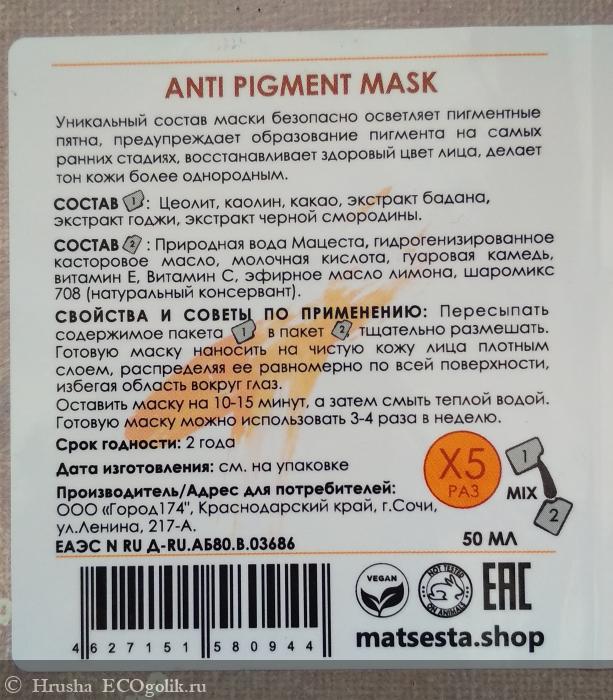 ANTI PIGMENT MASK
Уникальный состав маски безопасно осветляет пигментные
пятна, предупреждает образование пигмента на самых
ранних стадиях, восстанавливает здоровый цвет лица, делает
тон кожи более однородным.
СОСТАВ 1 : Цеолит, каолин, какао, экстракт бадана,
экстракт годжи, экстракт черной смородины.
СОСТАВ 2 : Природная вода Мацеста, гидрогенизированное
касторовое масло, молочная кислота, гуаровая камедь,
витамин Е, Витамин С, эфирное масло лимона, шаромикс
708 (натуральный консервант).
СВОЙСТВА И СОВЕТЫ ПО ПРИМЕНЕНИЮ: Пересыпать
содержимое пакета 1 в пакет 2 тщательно размешать.
Готовую маску наносить на чистую кожу лица плотным
слоем, распределяя ее равномерно по всей поверхности,
избегая область вокруг глаз.
Оставить маску на 10-15 минут, а затем смыть теплой водой.
Готовую маску можно использовать 3-4 раза в неделю.
Срок годности: 2 года
Дата изготовления: см. на упаковке
Производитель/Адрес для потребителей:
ООО «Город174", Краснодарский край, г.Сочи,
ул.Ленина, 217-А.
ЕАЭС N RU Д-RU.АБ80.В.03686
X5
РАЗ
MIX
1
2
50 МЛ
VEGAN
NOT TESTED
ON ANIMALS
EAC
4 627151 580944
matsesta.shop
© Hrusha ECOgolik.ru